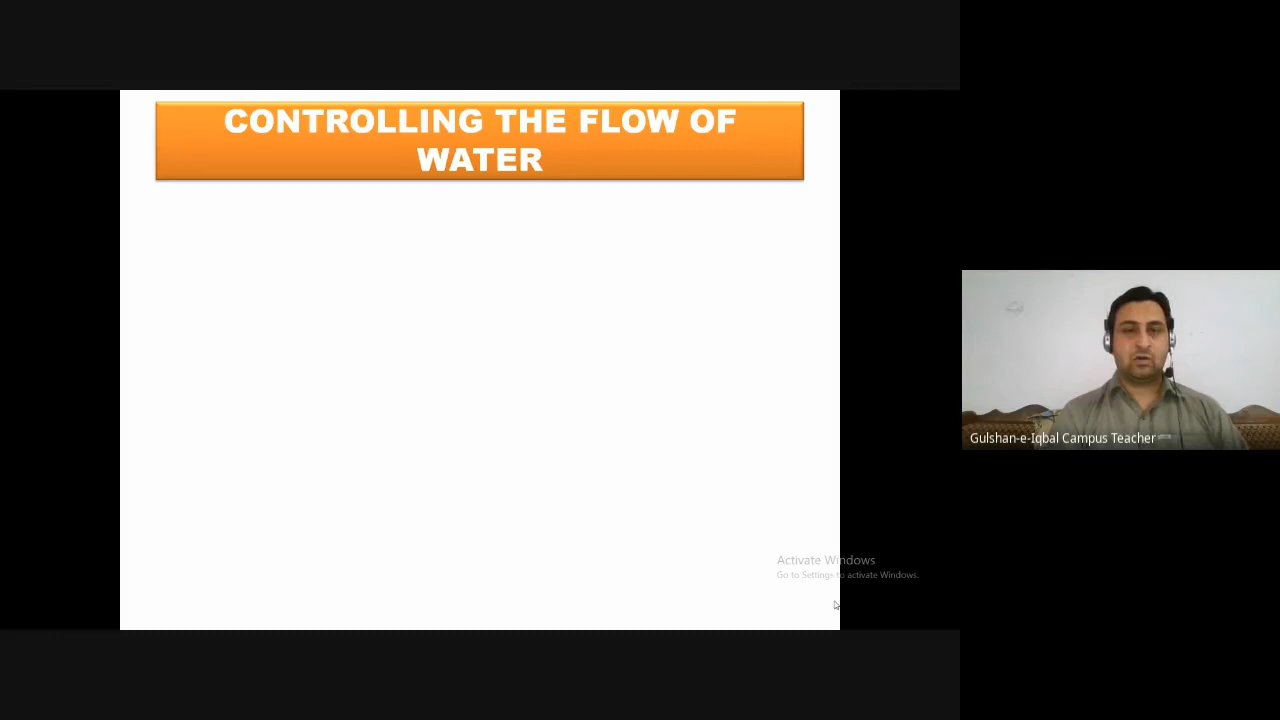 CONTROLLING THE FLOW OF
WATER
Gulshan-e-Iqbal Campus Teacher
Activate Windows
Go to Settings to activate Windows.